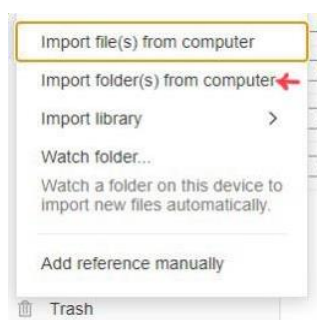 Import file(s) from computer
Import folder(s) from computer
Import library
Watch folder...
Watch a folder on this device to
import new files automatically.
Add reference manually
Trash